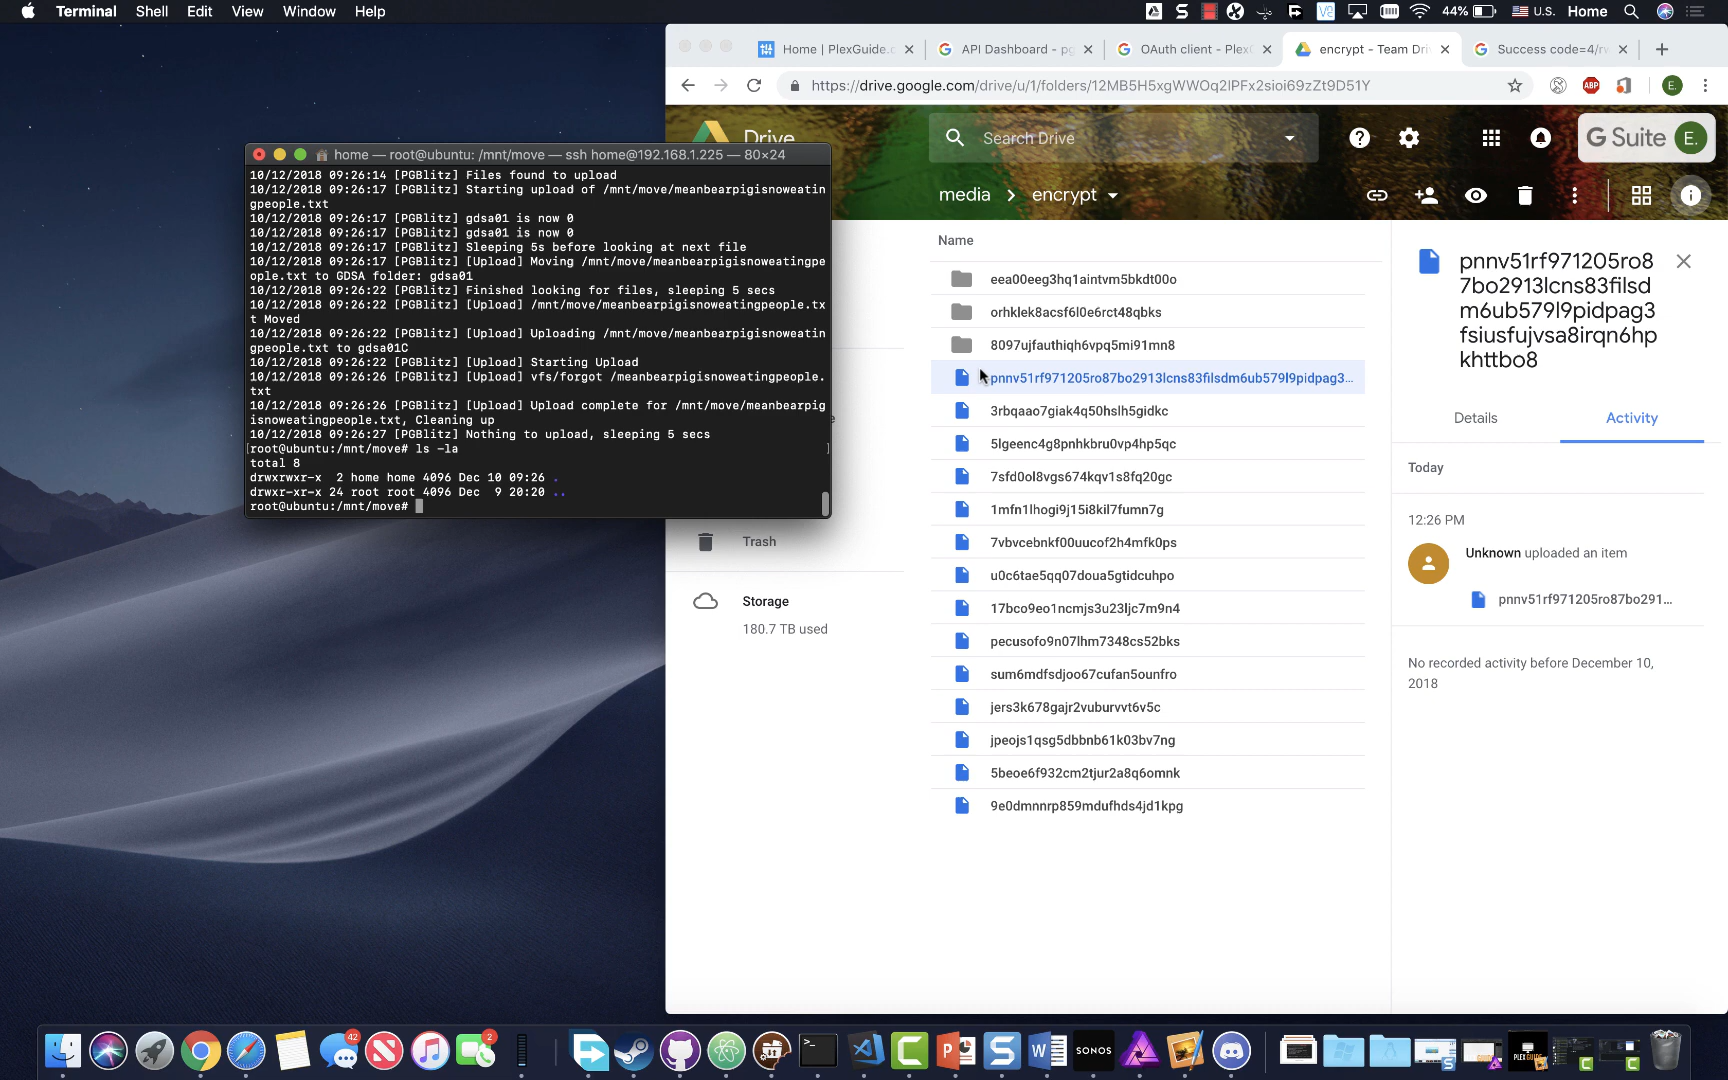 Terminal Shell Edit View Window Help
44% U.S. Home
Home | PlexGuide.c API Dashboard - pg OAuth client - Plex encrypt - Team Dri Success code=4/r
https://drive.google.com/drive/u/1/folders/12MB5H5xgWWOq2lPFx2sioi69zZt9D51Y
ABP E.
Drive
Search Drive
G Suite E.
media > encrypt
home — root@ubuntu: /mnt/move — ssh home@192.168.1.225 — 80×24
10/12/2018 09:26:14 [PGBlitz] Files found to upload
10/12/2018 09:26:17 [PGBlitz] Starting upload of /mnt/move/meanbearpigisnoweatin
gpeople.txt
10/12/2018 09:26:17 [PGBlitz] gdsa01 is now 0
10/12/2018 09:26:17 [PGBlitz] gdsa01 is now 0
10/12/2018 09:26:17 [PGBlitz] Sleeping 5s before looking at next file
10/12/2018 09:26:17 [PGBlitz] [Upload] Moving /mnt/move/meanbearpigisnoweatingpe
ople.txt to GDSA folder: gdsa01
10/12/2018 09:26:22 [PGBlitz] Finished looking for files, sleeping 5 secs
10/12/2018 09:26:22 [PGBlitz] [Upload] /mnt/move/meanbearpigisnoweatingpeople.tx
t Moved
10/12/2018 09:26:22 [PGBlitz] [Upload] Uploading /mnt/move/meanbearpigisnoweatin
gpeople.txt to gdsa01C
10/12/2018 09:26:22 [PGBlitz] [Upload] Starting Upload
10/12/2018 09:26:26 [PGBlitz] [Upload] vfs/forgot /meanbearpigisnoweatingpeople.
txt
10/12/2018 09:26:26 [PGBlitz] [Upload] Upload complete for /mnt/move/meanbearpig
isnoweatingpeople.txt, Cleaning up
10/12/2018 09:26:27 [PGBlitz] Nothing to upload, sleeping 5 secs
[root@ubuntu:/mnt/move# ls -la ]
total 8
drwxrwxr-x  2 home home 4096 Dec 10 09:26 .
drwxr-xr-x 24 root root 4096 Dec  9 20:20 ..
root@ubuntu:/mnt/move#
Trash
Storage
180.7 TB used
Name
eea00eeg3hq1aintvm5bkdt00o
orhklek8acsf6l0e6rct48qbks
8097ujfauthiqh6vpq5mi91mn8
pnnv51rf971205ro87bo2913lcns83filsdm6ub579l9pidpag3...
3rbqaao7giak4q50hslh5gidkc
5lgeenc4g8pnhkbru0vp4hp5qc
7sfd0ol8vgs674kqv1s8fq20gc
1mfn1lhogi9j15i8kil7fumn7g
7vbvcebnkf00uucof2h4mfk0ps
u0c6tae5qq07doua5gtidcuhpo
17bco9eo1ncmjs3u23ljc7m9n4
pecusofo9n07lhm7348cs52bks
sum6mdfsdjoo67cufan5ounfro
jers3k678gajr2vuburvvt6v5c
jpeojs1qsg5dbbnb61k03bv7ng
5beoe6f932cm2tjur2a8q6omnk
9e0dmnnrp859mdufhds4jd1kpg
pnnv51rf971205ro8
7bo2913lcns83filsd
m6ub579l9pidpag3
fsiusfujvsa8irqn6hp
khttbo8
Details Activity
Today
12:26 PM
Unknown uploaded an item
pnnv51rf971205ro87bo291...
No recorded activity before December 10,
2018
42 2 SONOS